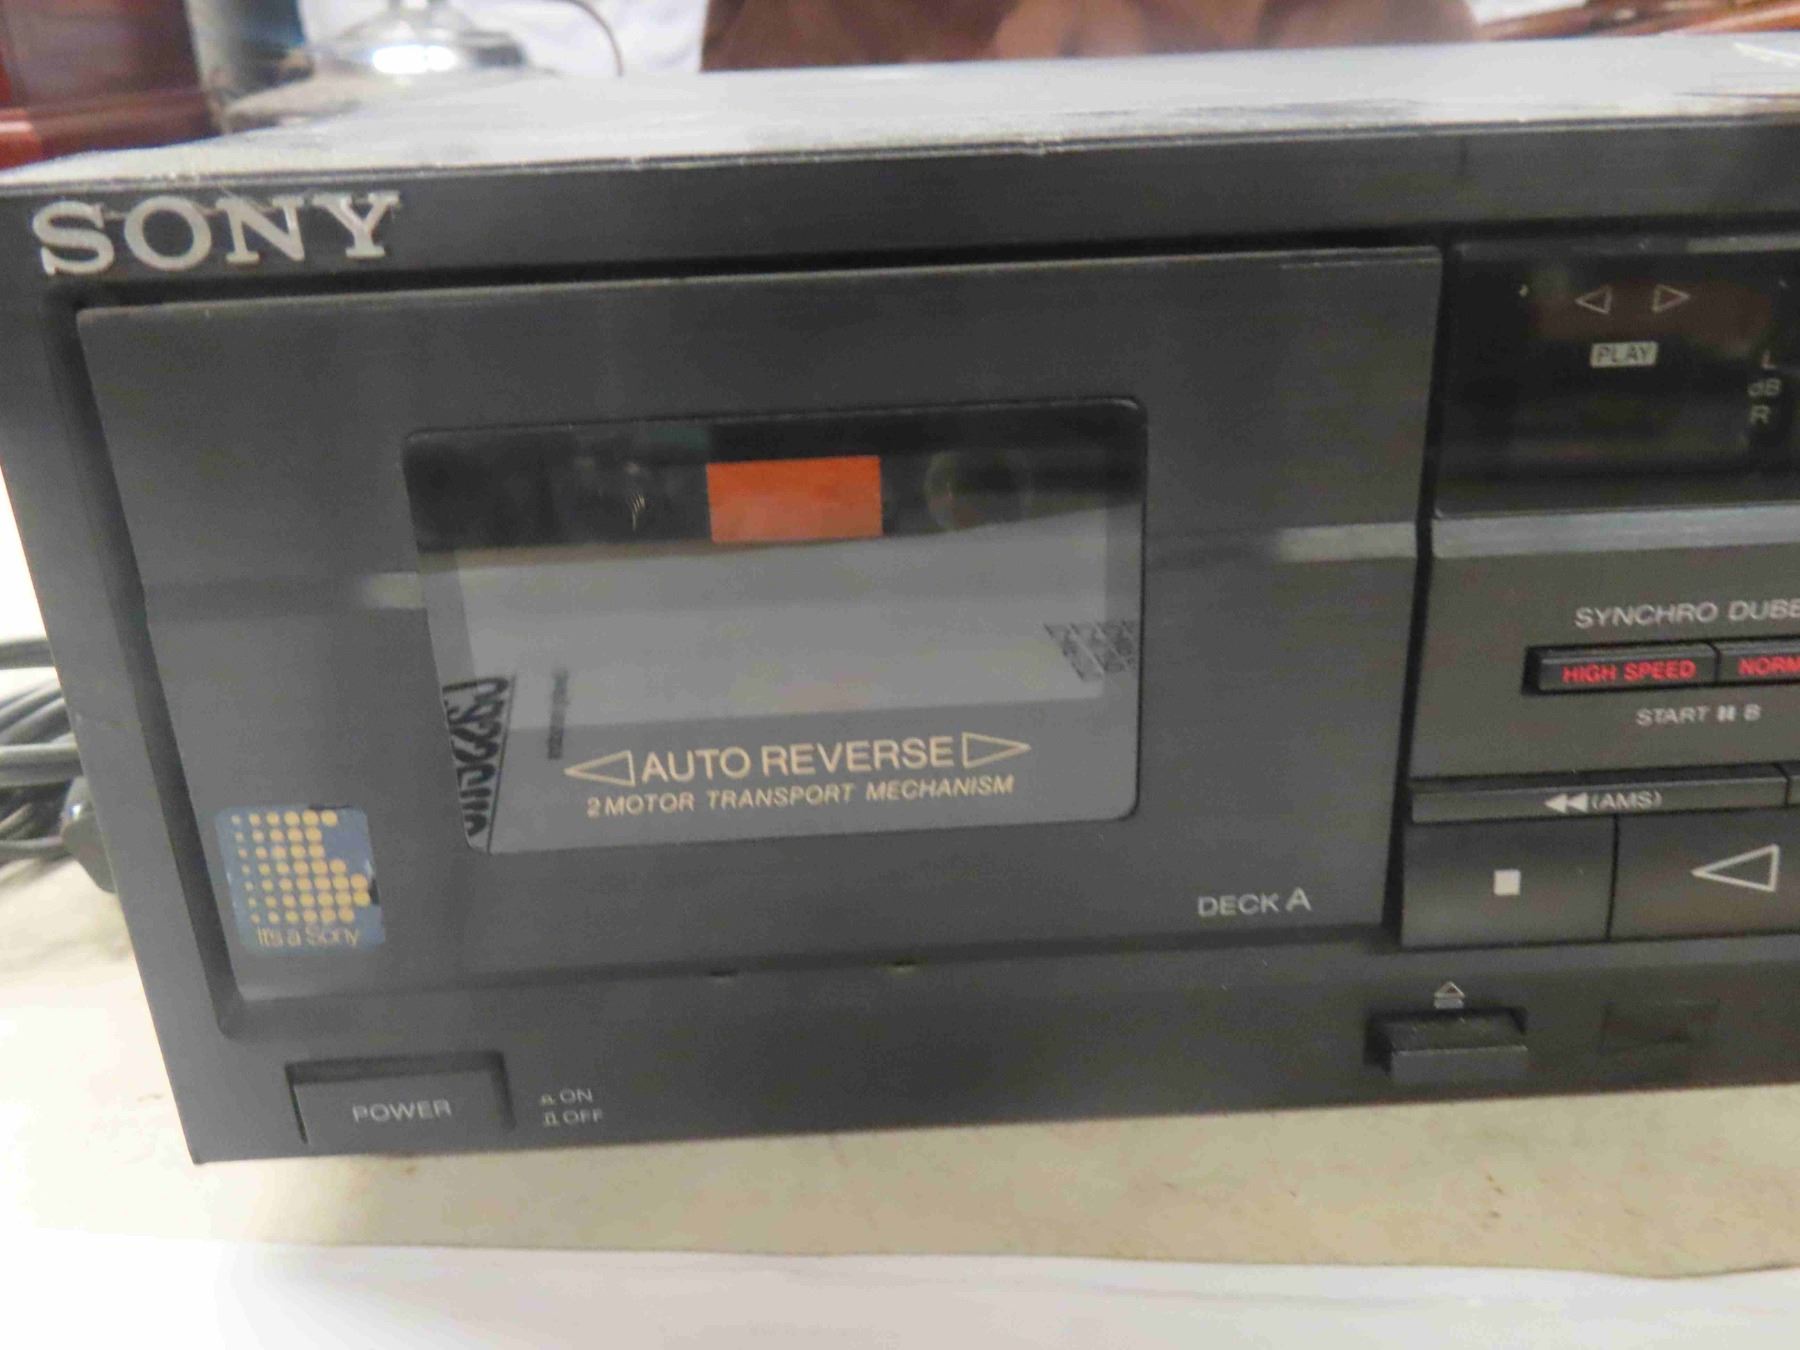 SONY
PLAY
L
dB
R
SYNCHRO DUBB
HIGH SPEED
NORM
START B
AUTO REVERSE
2 MOTOR TRANSPORT MECHANISM
(AMS)
It's a Sony
DECK A
POWER
ON
OFF